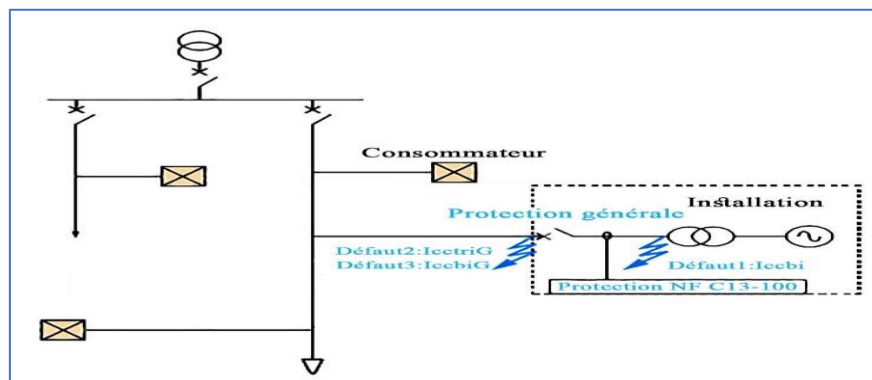 Consommateur
Installation
Protection générale
Défaut2:IcctriG
Défaut3:IccbiG
Défaut1:Iccbi
Protection NF C13-100